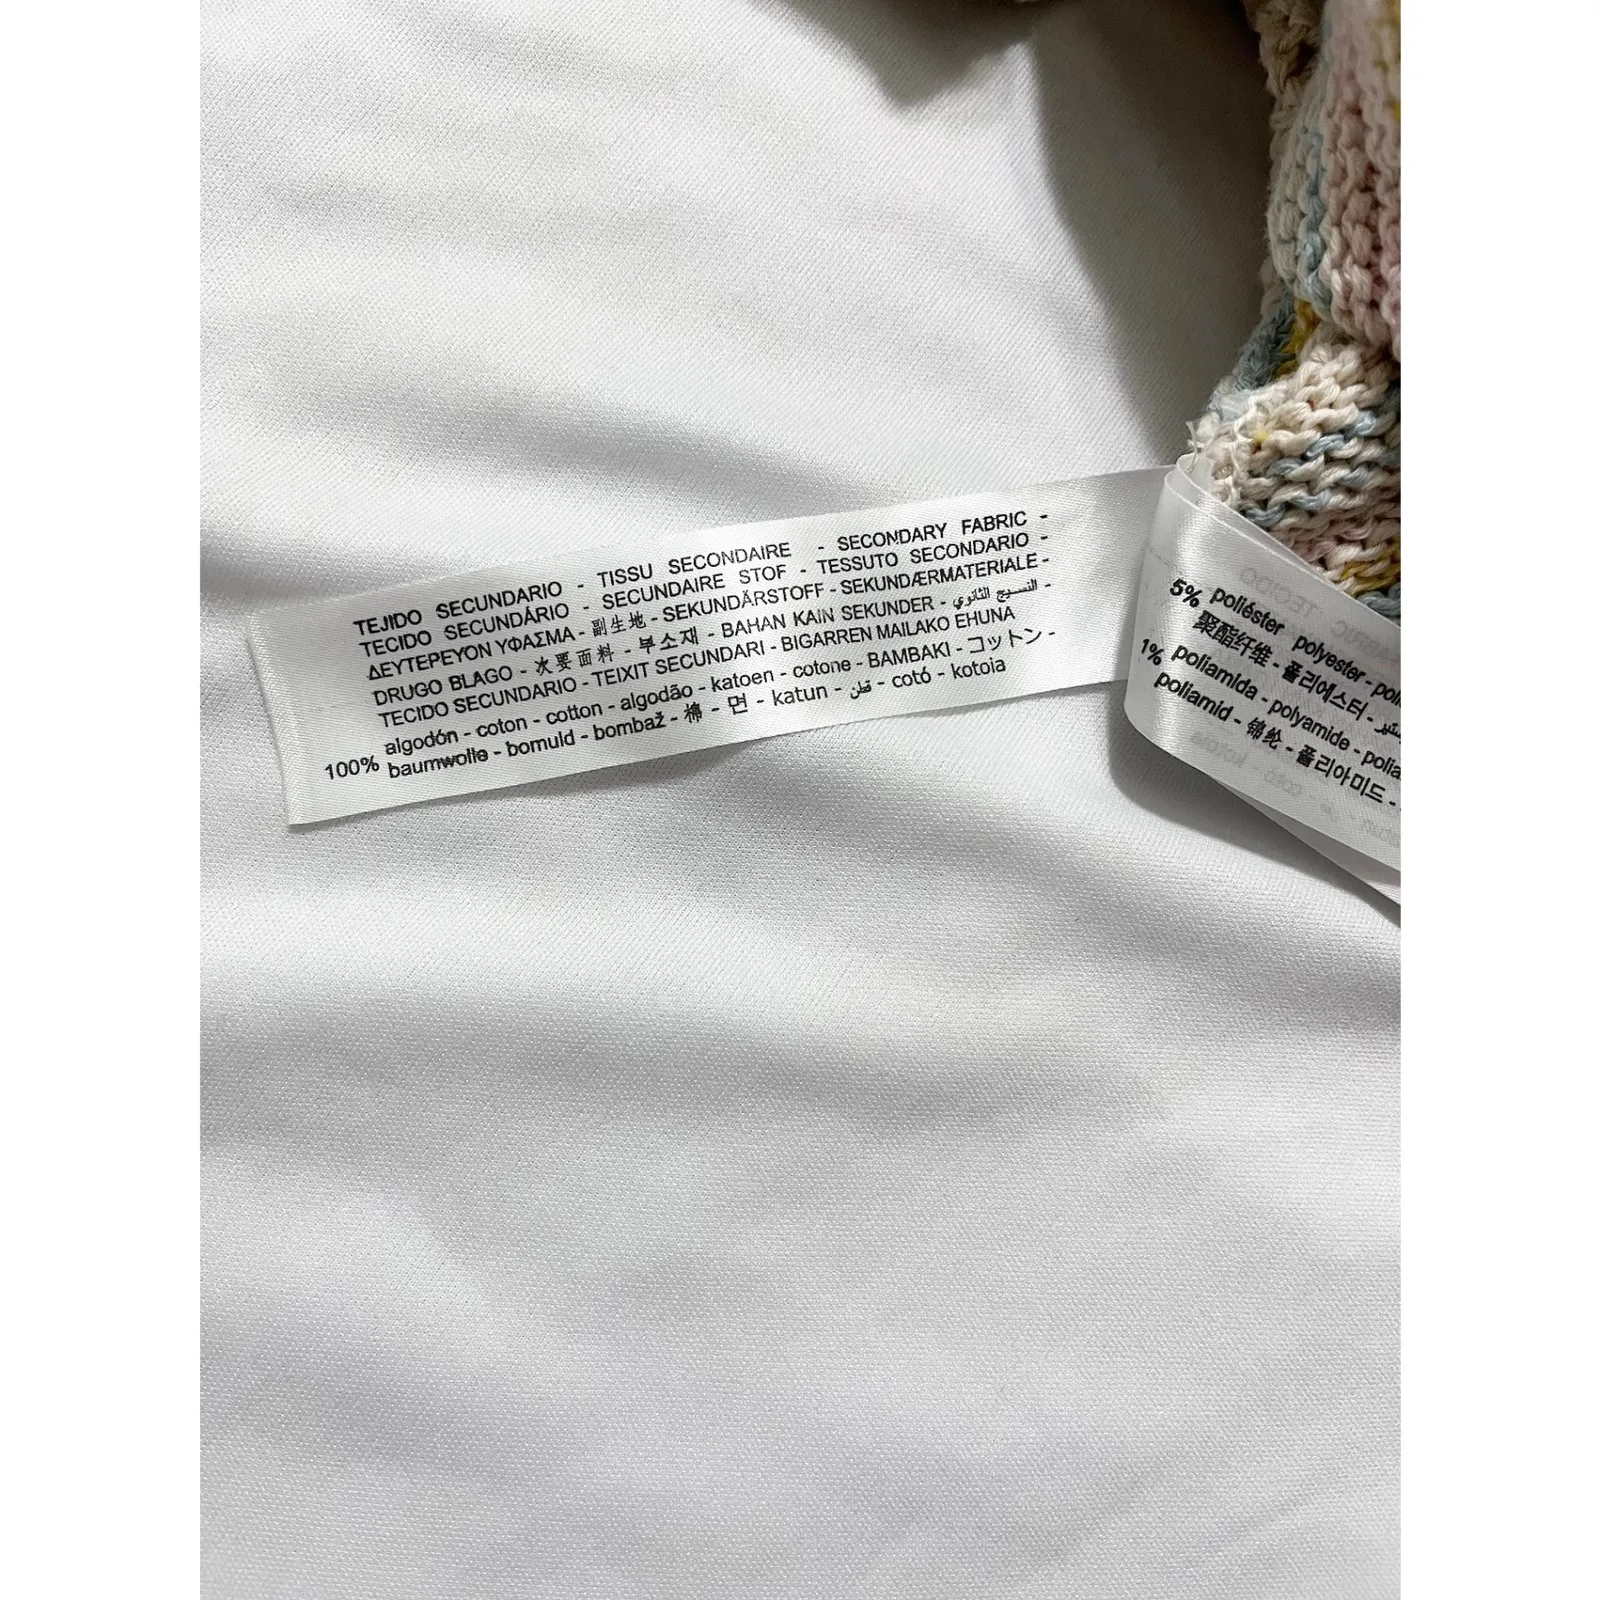 TEJIDO SECUNDARIO - TISSU SECONDAIRE - SECONDARY FABRIC -
TECIDO SECUNDÁRIO - SECUNDAIRE STOF - TESSUTO SECONDARIO -
ΔΕΥΤΕΡΕΥΟΝ ΥΦΑΣΜΑ - 副生地 - SEKUNDÄRSTOFF - SEKUNDÆRMATERIALE -
DRUGO BLAGO - 次要面料 - 부소재 - BAHAN KAIN SEKUNDER - النسيج الثانوي -
TECIDO SECUNDARIO - TEIXIT SECUNDARI - BIGARREN MAILAKO EHUNA
algodón - coton - cotton - algodão - katoen - cotone - ΒΑΜΒΑΚΙ - コットン -
100% baumwolle - bomuld - bombaž - 棉 - 면 - katun - قطن - cotó - kotoia
5% poliéster polyester -
聚酯纤维 - 폴리에스터 -
1% poliamida - polyamide -
poliamid - 锦纶 - 폴리아미드 -